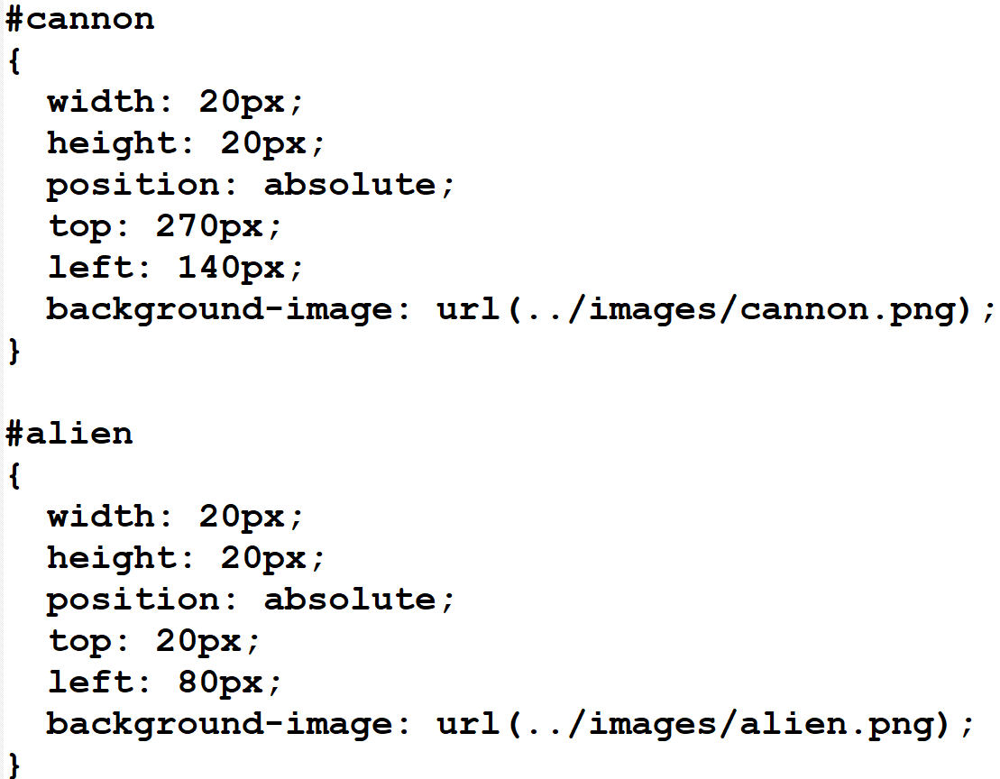 #cannon
{
  width: 20px;
  height: 20px;
  position: absolute;
  top: 270px;
  left: 140px;
  background-image: url(../images/cannon.png);
}

#alien
{
  width: 20px;
  height: 20px;
  position: absolute;
  top: 20px;
  left: 80px;
  background-image: url(../images/alien.png);
}